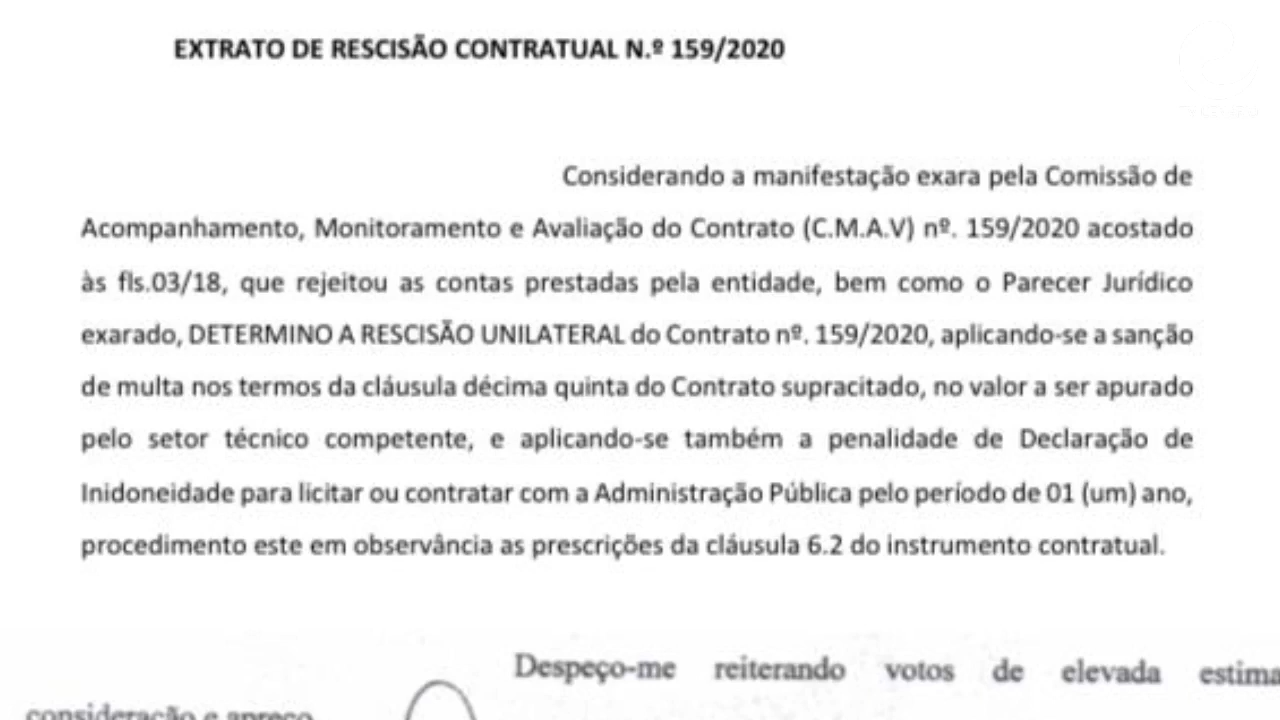 EXTRATO DE RESCISÃO CONTRATUAL N.º 159/2020
Considerando a manifestação exara pela Comissão de
Acompanhamento, Monitoramento e Avaliação do Contrato (C.M.A.V) nº. 159/2020 acostado
às fls.03/18, que rejeitou as contas prestadas pela entidade, bem como o Parecer Jurídico
exarado, DETERMINO A RESCISÃO UNILATERAL do Contrato nº. 159/2020, aplicando-se a sanção
de multa nos termos da cláusula décima quinta do Contrato supracitado, no valor a ser apurado
pelo setor técnico competente, e aplicando-se também a penalidade de Declaração de
Inidoneidade para licitar ou contratar com a Administração Pública pelo período de 01 (um) ano,
procedimento este em observância as prescrições da cláusula 6.2 do instrumento contratual.
Despeço-me reiterando votos de elevada estima
consideração e apreço